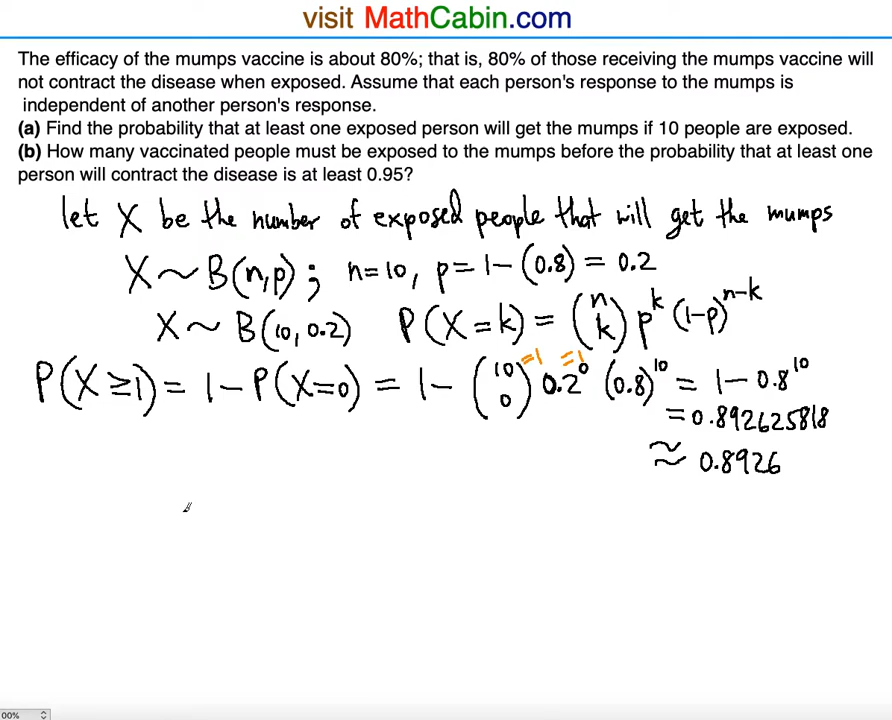 visit MathCabin.com
The efficacy of the mumps vaccine is about 80%; that is, 80% of those receiving the mumps vaccine will
not contract the disease when exposed. Assume that each person's response to the mumps is
independent of another person's response.
(a) Find the probability that at least one exposed person will get the mumps if 10 people are exposed.
(b) How many vaccinated people must be exposed to the mumps before the probability that at least one
person will contract the disease is at least 0.95?
let X be the number of exposed people that will get the mumps
X ~ B(n,p) ; n=10, p= 1-(0.8) = 0.2
X ~ B(10, 0.2) P(X=k) = (n k) p^k (1-p)^n-k
P(X≥1) = 1-P(X=0) = 1- (10 0)=1 0.2^0 =1 (0.8)^10 = 1-0.8^10
=0.892625818
≈ 0.8926
00%